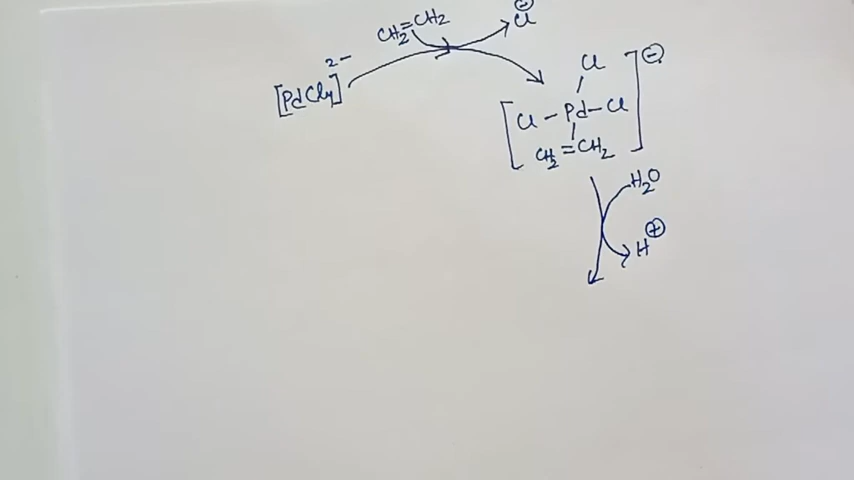 CH₂=CH₂
Cl⊖
[PdCl₄]²⁻
[Cl-Pd-Cl]⊖
Cl
CH₂=CH₂
H₂O
H⊕